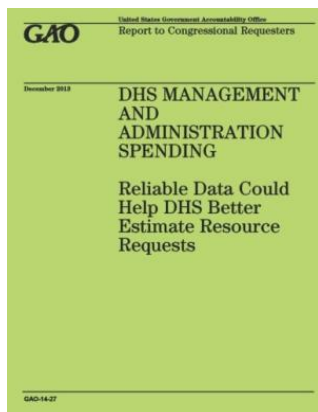 United States Government Accountability Office
GAO
Report to Congressional Requesters
December 2013
DHS MANAGEMENT
AND
ADMINISTRATION
SPENDING
Reliable Data Could
Help DHS Better
Estimate Resource
Requests
GAO-14-27